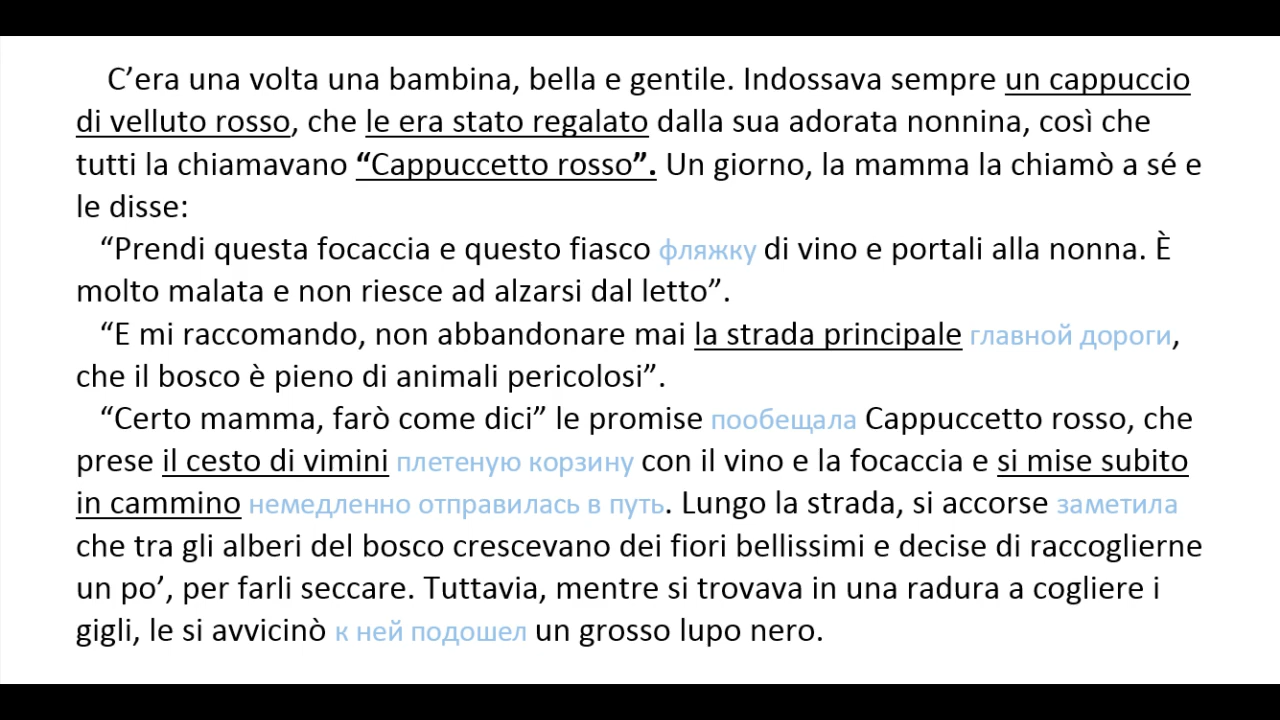 C’era una volta una bambina, bella e gentile. Indossava sempre un cappuccio
di velluto rosso, che le era stato regalato dalla sua adorata nonnina, così che
tutti la chiamavano “Cappuccetto rosso”. Un giorno, la mamma la chiamò a sé e
le disse:
“Prendi questa focaccia e questo fiasco фляжку di vino e portali alla nonna. È
molto malata e non riesce ad alzarsi dal letto”.
“E mi raccomando, non abbandonare mai la strada principale главной дороги,
che il bosco è pieno di animali pericolosi”.
“Certo mamma, farò come dici” le promise пообещала Cappuccetto rosso, che
prese il cesto di vimini плетеную корзину con il vino e la focaccia e si mise subito
in cammino немедленно отправилась в путь. Lungo la strada, si accorse заметила
che tra gli alberi del bosco crescevano dei fiori bellissimi e decise di raccoglierne
un po’, per farli seccare. Tuttavia, mentre si trovava in una radura a cogliere i
gigli, le si avvicinò к ней подошел un grosso lupo nero.